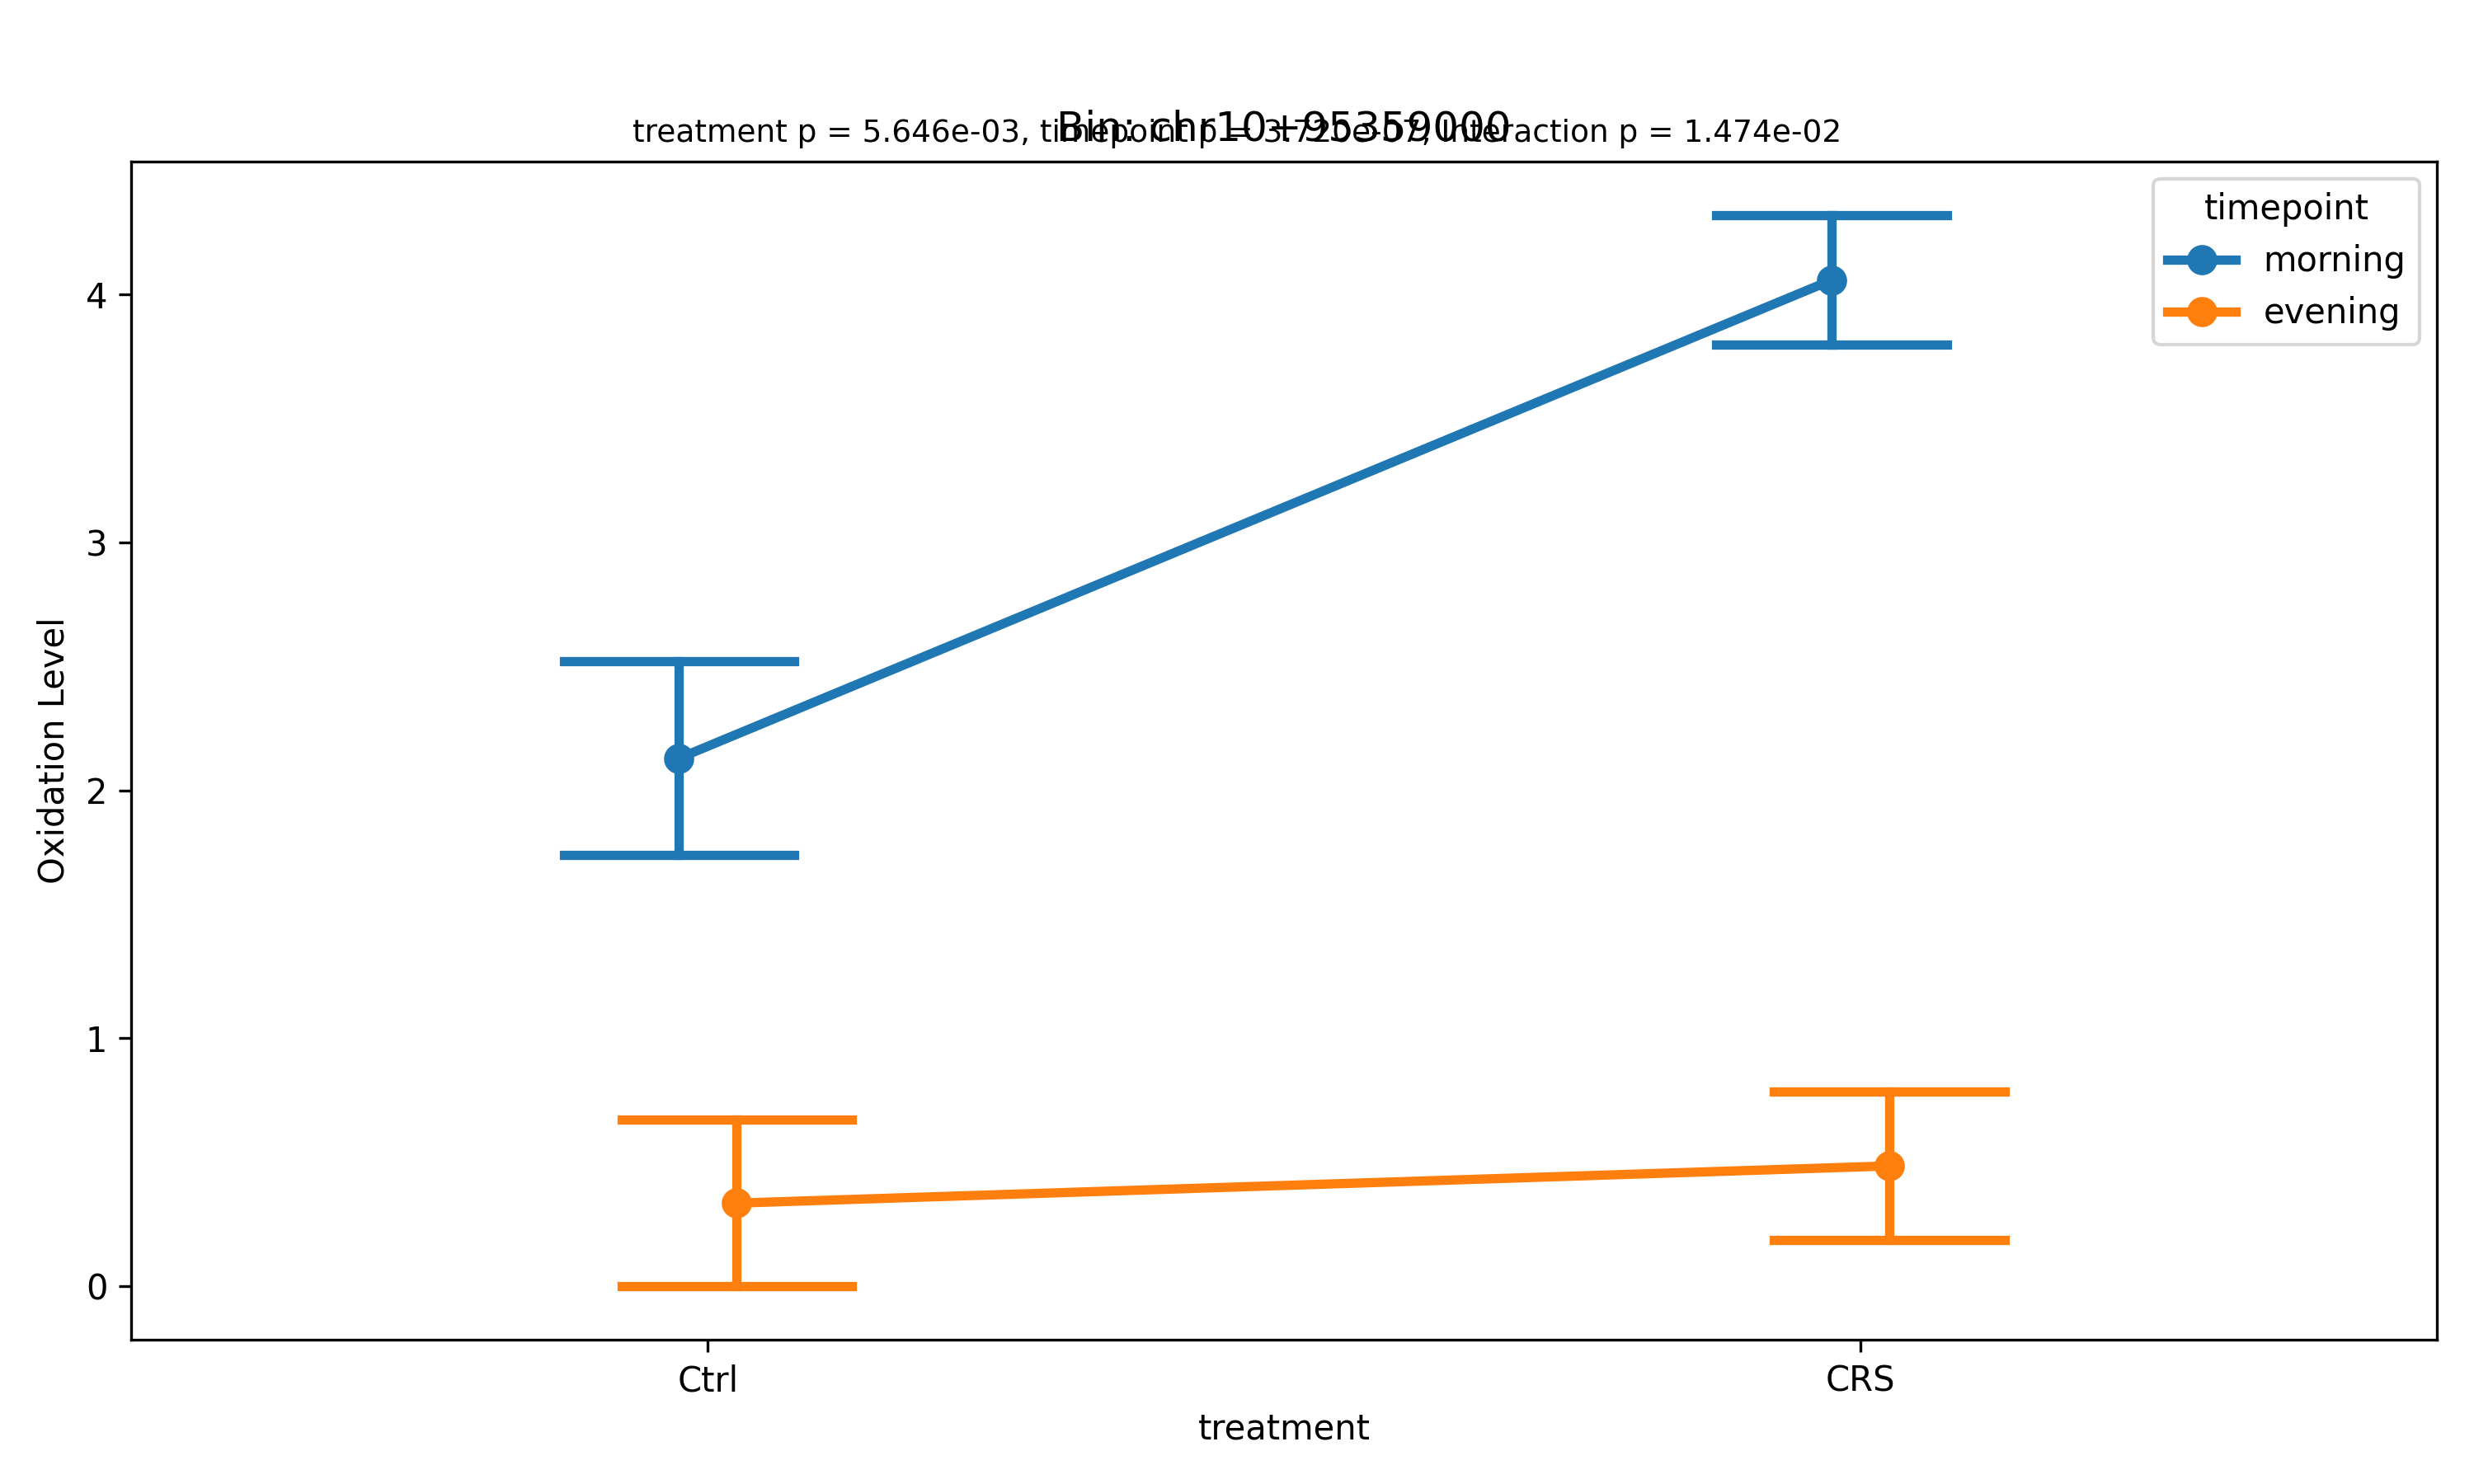 Bin: chr10+95359000
treatment p = 5.646e-03, timepoint p = interaction p = 1.474e-02
timepoint
morning
evening
4
3
2
1
0
Oxidation Level
Ctrl
CRS
treatment